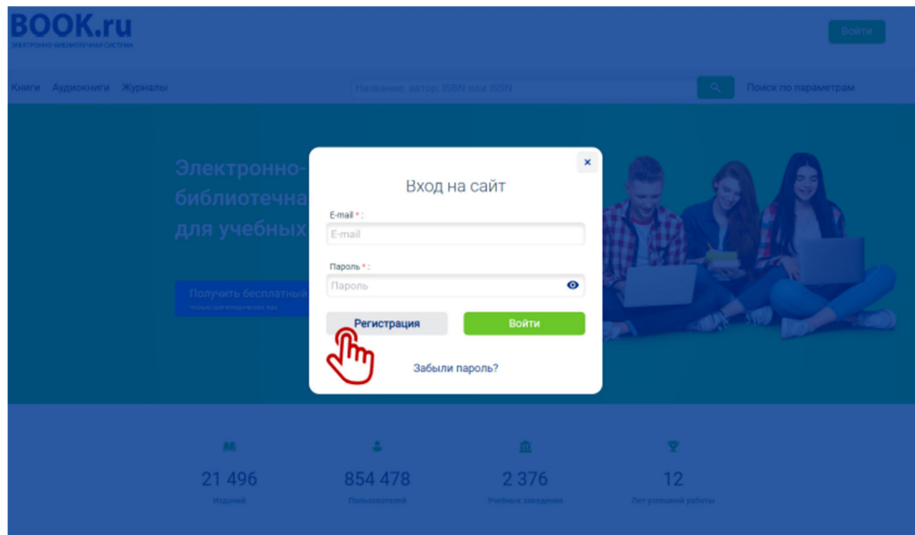 BOOK.ru
ЭЛЕКТРОННО-БИБЛИОТЕЧНАЯ СИСТЕМА
Войти
Книги Аудиокниги Журналы
Название, автор, ISBN или ISSN
Поиск по параметрам
Электронно-
библиотечна
для учебных
Получить бесплатный
×
Вход на сайт
E-mail * :
E-mail
Пароль * :
Пароль
Регистрация
Войти
Забыли пароль?
21 496
854 478
2 376
12
Изданий
Пользователей
Учебных заведения
Лет успешной работы